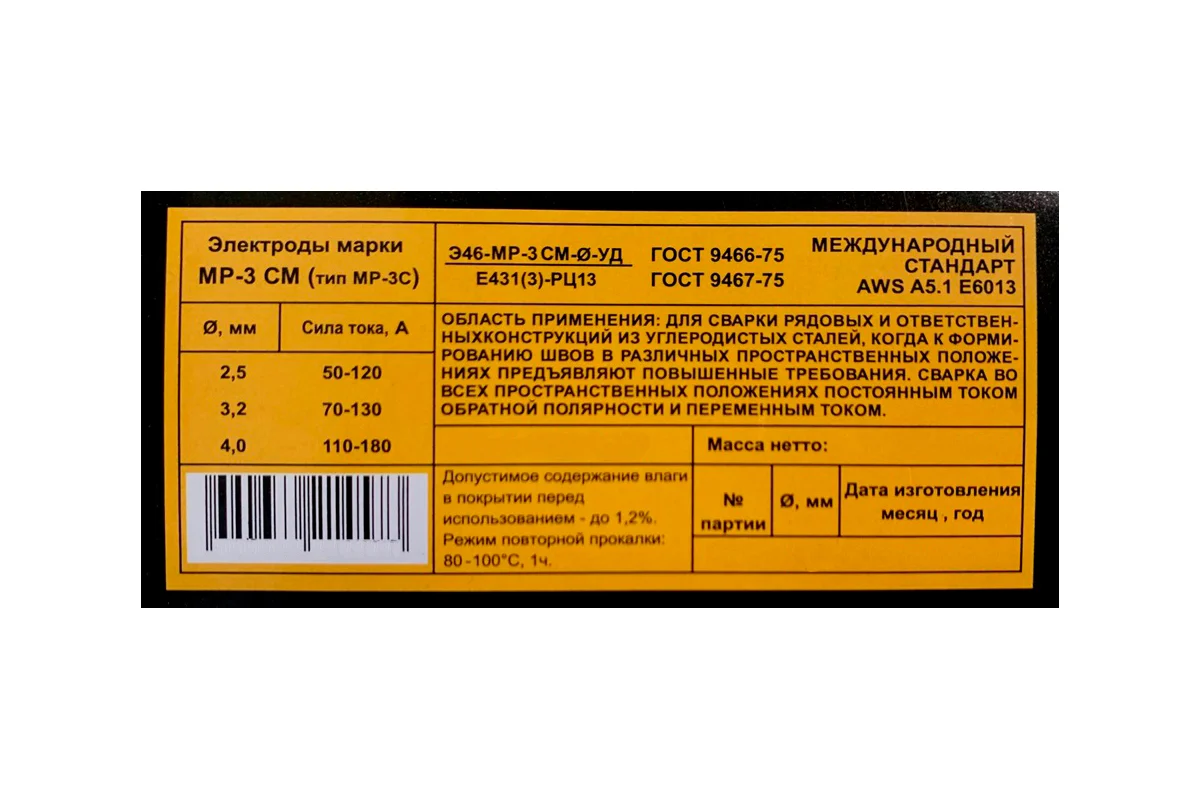 Электроды марки
МР-3 СМ (тип МР-3С)
Э46-МР-3 СМ-Ø-УД
Е431(3)-РЦ13
ГОСТ 9466-75
ГОСТ 9467-75
МЕЖДУНАРОДНЫЙ
СТАНДАРТ
AWS A5.1 E6013
Ø, мм Сила тока, А
2,5 50-120
3,2 70-130
4,0 110-180
ОБЛАСТЬ ПРИМЕНЕНИЯ: ДЛЯ СВАРКИ РЯДОВЫХ И ОТВЕТСТВЕН-
НЫХКОНСТРУКЦИЙ ИЗ УГЛЕРОДИСТЫХ СТАЛЕЙ, КОГДА К ФОРМИ-
РОВАНИЮ ШВОВ В РАЗЛИЧНЫХ ПРОСТРАНСТВЕННЫХ ПОЛОЖЕ-
НИЯХ ПРЕДЪЯВЛЯЮТ ПОВЫШЕННЫЕ ТРЕБОВАНИЯ. СВАРКА ВО
ВСЕХ ПРОСТРАНСТВЕННЫХ ПОЛОЖЕНИЯХ ПОСТОЯННЫМ ТОКОМ
ОБРАТНОЙ ПОЛЯРНОСТИ И ПЕРЕМЕННЫМ ТОКОМ.
Масса нетто:
Допустимое содержание влаги
в покрытии перед
использованием - до 1,2%.
Режим повторной прокалки:
80-100°С, 1ч.
№
партии
Ø, мм
Дата изготовления
месяц , год